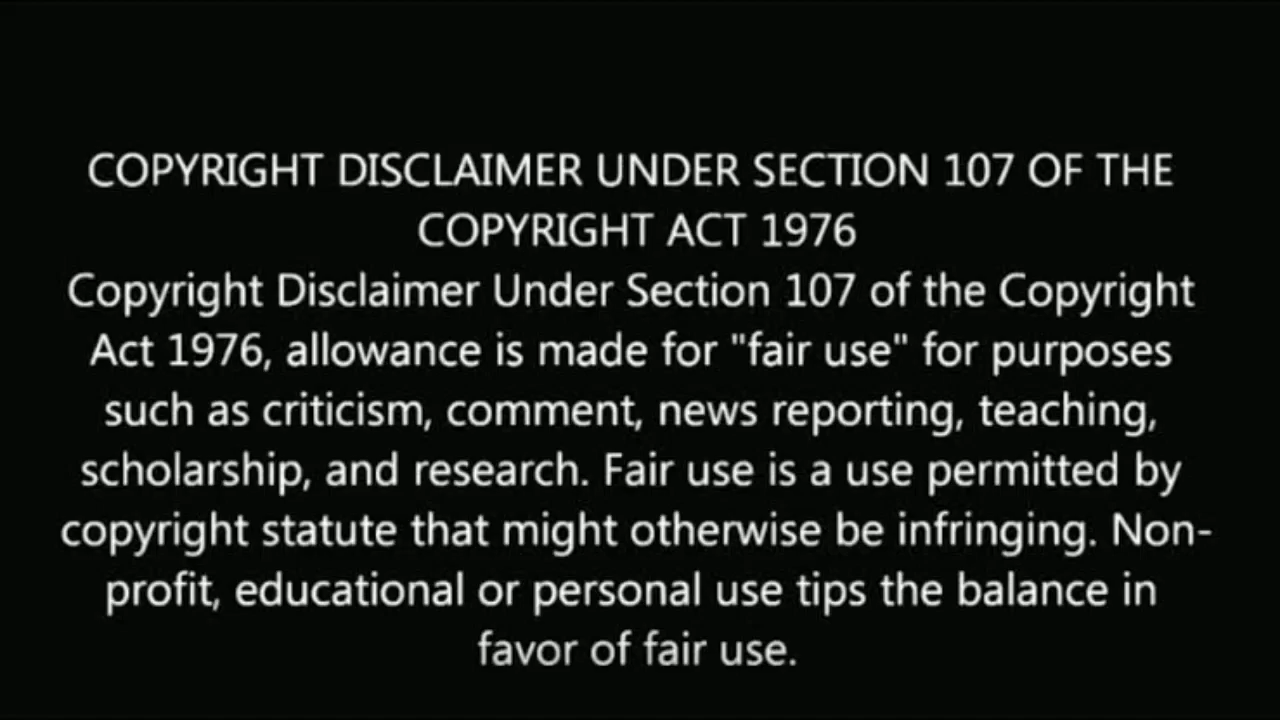 COPYRIGHT DISCLAIMER UNDER SECTION 107 OF THE
COPYRIGHT ACT 1976
Copyright Disclaimer Under Section 107 of the Copyright
Act 1976, allowance is made for "fair use" for purposes
such as criticism, comment, news reporting, teaching,
scholarship, and research. Fair use is a use permitted by
copyright statute that might otherwise be infringing. Non-
profit, educational or personal use tips the balance in
favor of fair use.